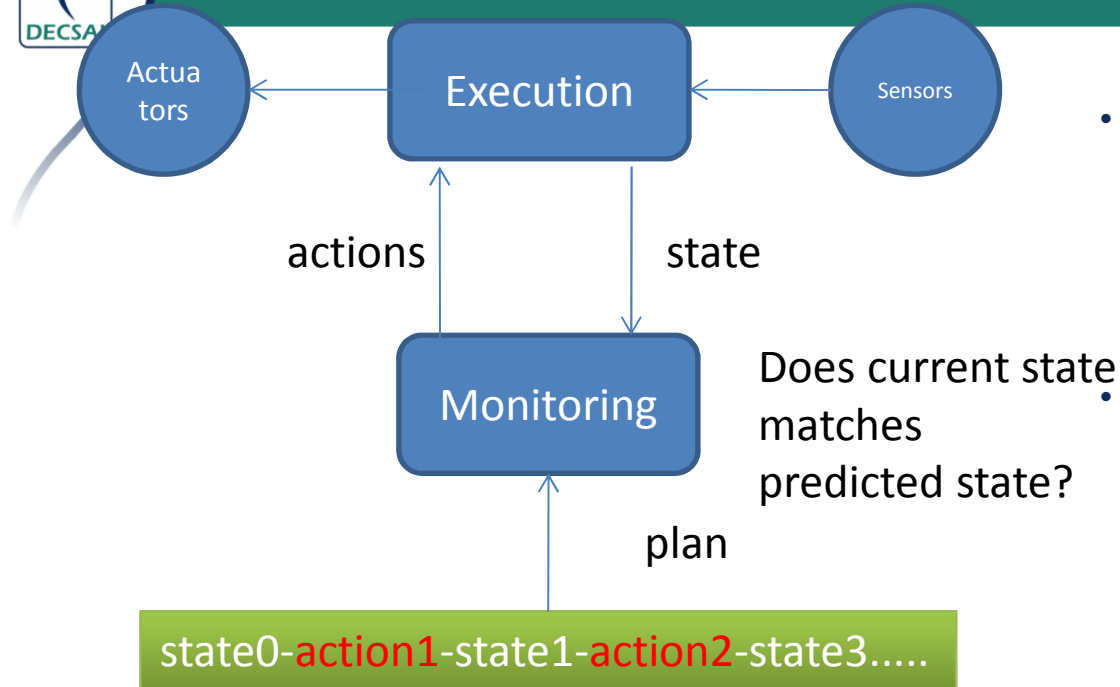 DECSA
Actua
tors
Execution
Sensors
•
actions
state
Monitoring
Does current state
•
matches
predicted state?
plan
state0-action1-state1-action2-state3.....